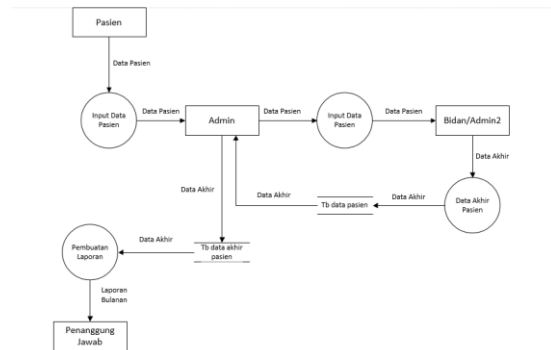 Pasien
Data Pasien
Input Data
Pasien
Data Pasien
Admin
Data Pasien
Input Data
Pasien
Data Pasien
Bidan/Admin2
Data Akhir
Data Akhir
Pasien
Data Akhir
Tb data pasien
Data Akhir
Data Akhir
Tb data akhir
pasien
Data Akhir
Pembuatan
Laporan
Laporan
Bulanan
Penanggung
Jawab